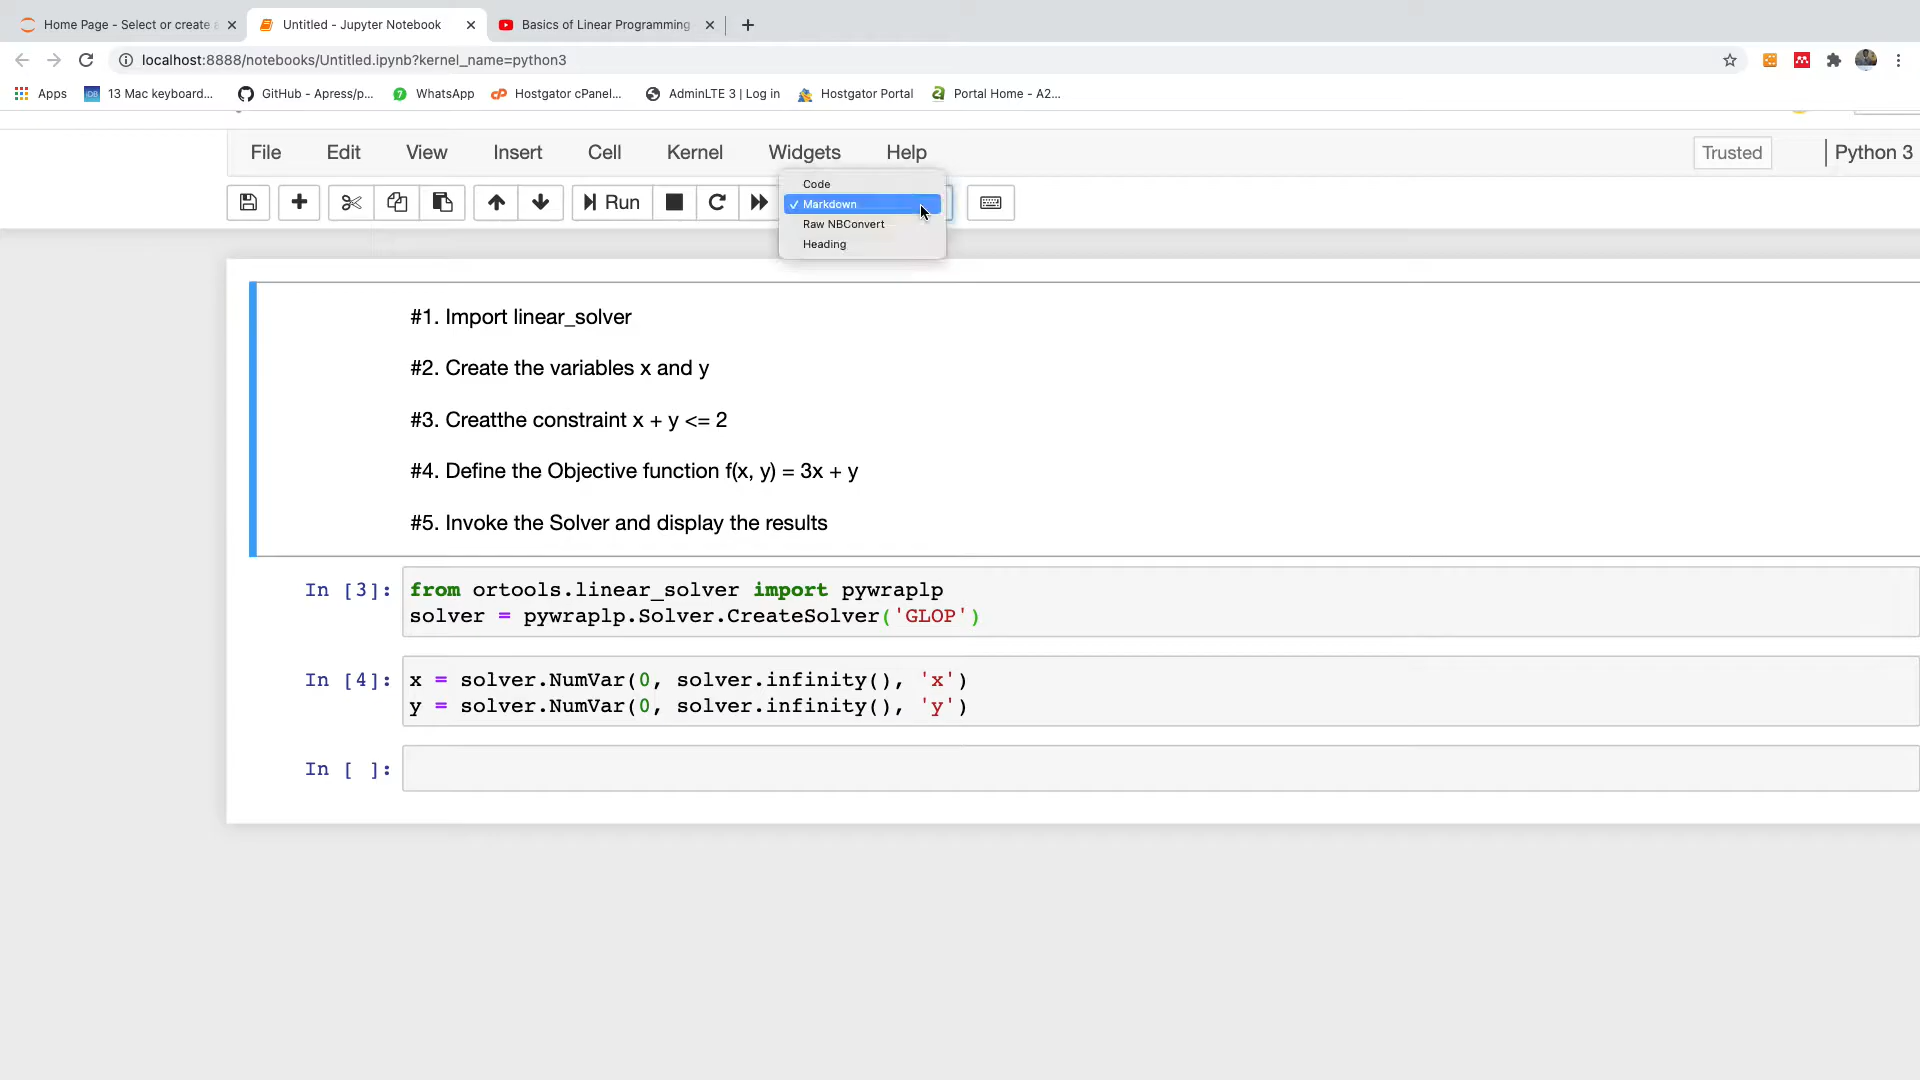 Home Page - Select or create a
Untitled - Jupyter Notebook
Basics of Linear Programming
localhost:8888/notebooks/Untitled.ipynb?kernel_name=python3
Apps
13 Mac keyboard...
GitHub - Apress/p...
WhatsApp
Hostgator cPanel...
AdminLTE 3 | Log in
Hostgator Portal
Portal Home - A2...
File
Edit
View
Insert
Cell
Kernel
Widgets
Help
Trusted
Python 3
Run
Code
Markdown
Raw NBConvert
Heading
#1. Import linear_solver
#2. Create the variables x and y
#3. Creatthe constraint x + y <= 2
#4. Define the Objective function f(x, y) = 3x + y
#5. Invoke the Solver and display the results
In [3]:
from ortools.linear_solver import pywraplp
solver = pywraplp.Solver.CreateSolver('GLOP')
In [4]:
x = solver.NumVar(0, solver.infinity(), 'x')
y = solver.NumVar(0, solver.infinity(), 'y')
In [ ]: